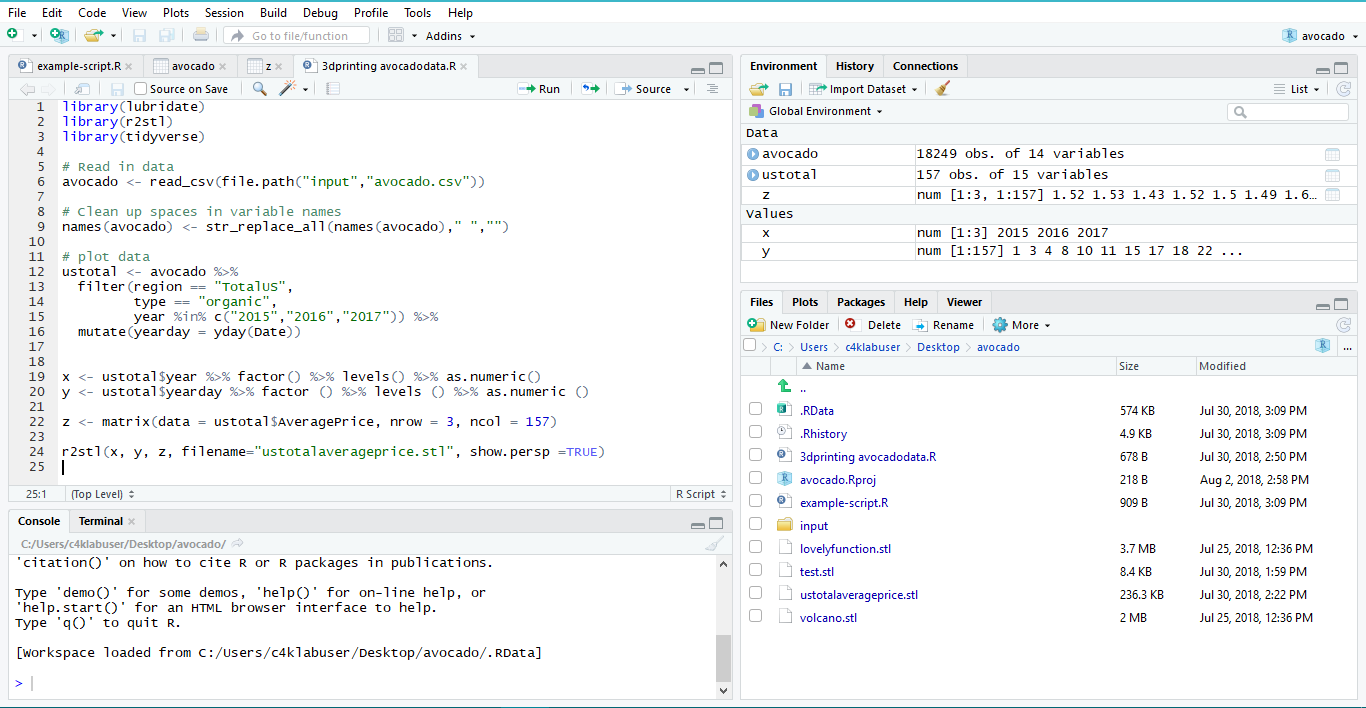 File Edit Code View Plots Session Build Debug Profile Tools Help
Go to file/function Addins avocado
example-script.R avocado z 3dprinting avocadodata.R
Source on Save Run Source
1 library(lubridate)
2 library(r2stl)
3 library(tidyverse)
4
5 # Read in data
6 avocado <- read_csv(file.path("input","avocado.csv"))
7
8 # Clean up spaces in variable names
9 names(avocado) <- str_replace_all(names(avocado)," ","")
10
11 # plot data
12 ustotal <- avocado %>%
13 filter(region == "TotalUS",
14 type == "organic",
15 year %in% c("2015","2016","2017")) %>%
16 mutate(yearday = yday(Date))
17
18
19 x <- ustotal$year %>% factor() %>% levels() %>% as.numeric()
20 y <- ustotal$yearday %>% factor () %>% levels () %>% as.numeric ()
21
22 z <- matrix(data = ustotal$AveragePrice, nrow = 3, ncol = 157)
23
24 r2stl(x, y, z, filename="ustotalaverageprice.stl", show.persp =TRUE)
25
25:1 (Top Level) R Script
Console Terminal
C:/Users/c4klabuser/Desktop/avocado/
'citation()' on how to cite R or R packages in publications.
Type 'demo()' for some demos, 'help()' for on-line help, or
'help.start()' for an HTML browser interface to help.
Type 'q()' to quit R.
[Workspace loaded from C:/Users/c4klabuser/Desktop/avocado/.RData]
>
Environment History Connections
Import Dataset List
Global Environment
Data
avocado 18249 obs. of 14 variables
ustotal 157 obs. of 15 variables
z num [1:3, 1:157] 1.52 1.53 1.43 1.52 1.5 1.49 1.6…
Values
x num [1:3] 2015 2016 2017
y num [1:157] 1 3 4 8 10 11 15 17 18 22 ...
Files Plots Packages Help Viewer
New Folder Delete Rename More
C: Users c4klabuser Desktop avocado ...
Name Size Modified
..
.RData 574 KB Jul 30, 2018, 3:09 PM
.Rhistory 4.9 KB Jul 30, 2018, 3:09 PM
3dprinting avocadodata.R 678 B Jul 30, 2018, 2:50 PM
avocado.Rproj 218 B Aug 2, 2018, 2:58 PM
example-script.R 909 B Jul 30, 2018, 3:09 PM
input
lovelyfunction.stl 3.7 MB Jul 25, 2018, 12:36 PM
test.stl 8.4 KB Jul 30, 2018, 1:59 PM
ustotalaverageprice.stl 236.3 KB Jul 30, 2018, 2:22 PM
volcano.stl 2 MB Jul 25, 2018, 12:36 PM